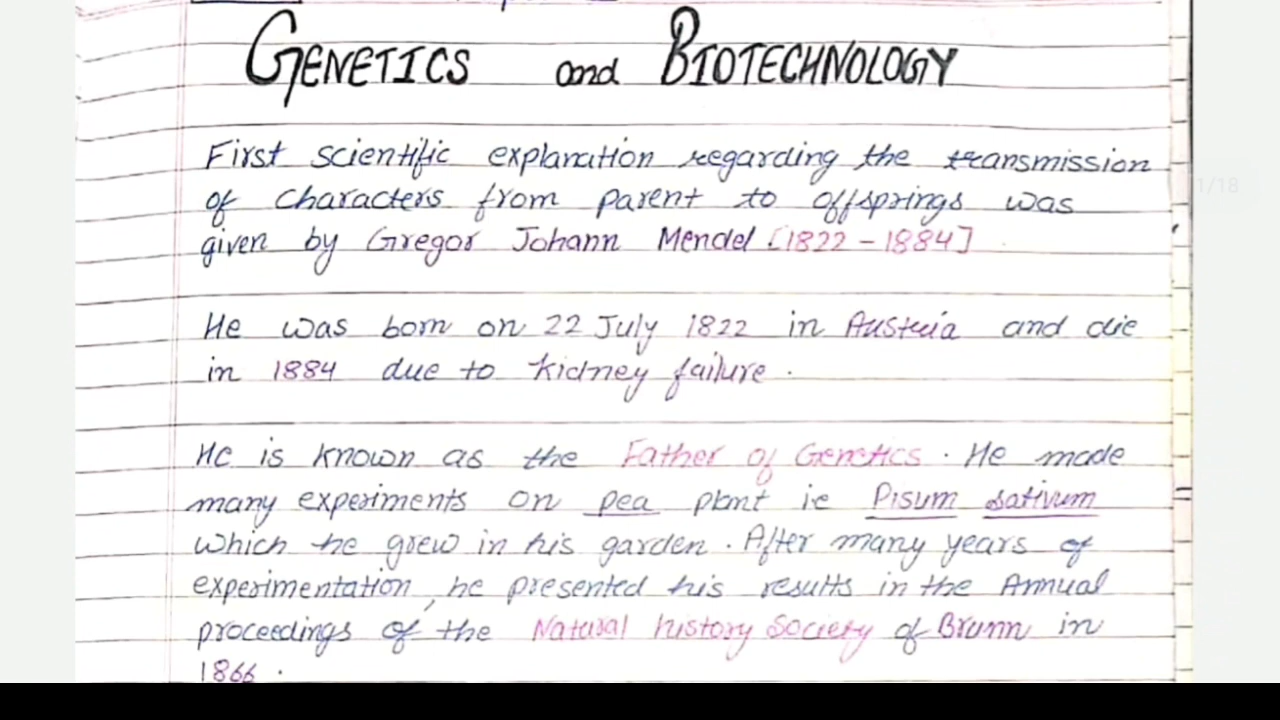 GENETICS and BIOTECHNOLOGY
First scientific explanation regarding the transmission
of characters from parent to offsprings was
given by Gregor Johann Mendel [1822 - 1884]
1/18
He was born on 22 July 1822 in Austria and die
in 1884 due to kidney failure .
He is known as the Father of Genetics . He made
many experiments on pea plant ie Pisum sativum
which he grew in his garden . After many years of
experimentation, he presented his results in the Annual
proceedings of the Natural history Society of Brunn in
1866 .